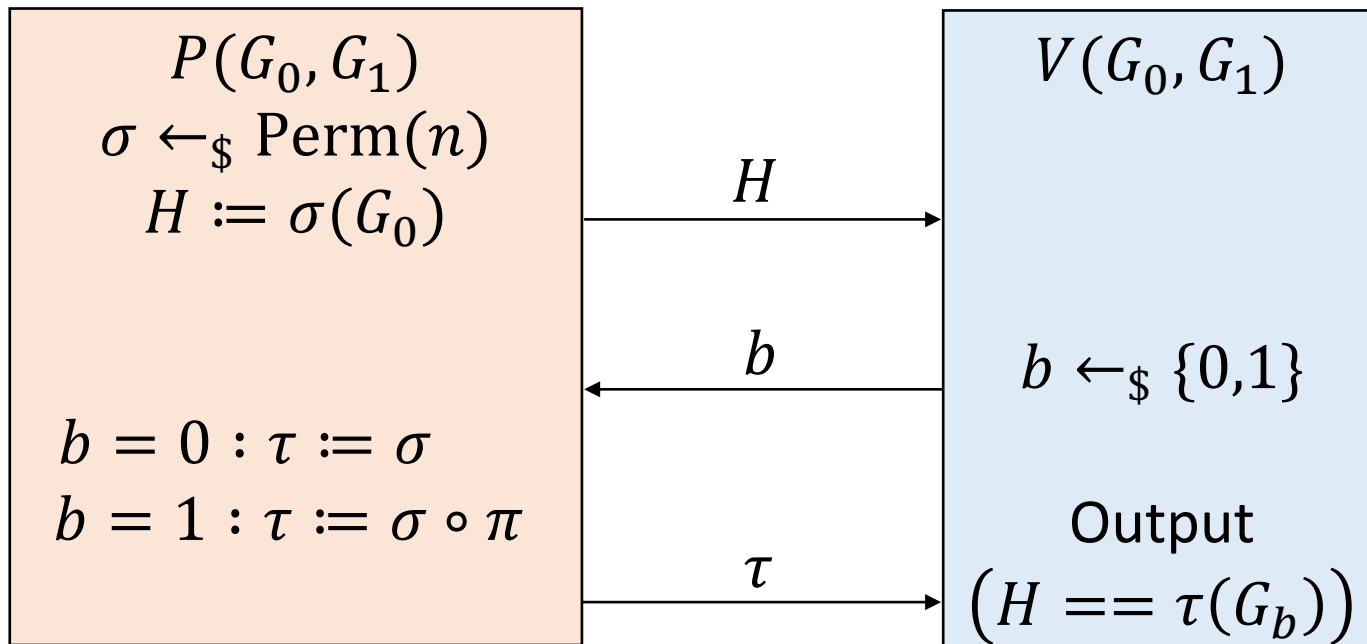 P(G₀, G₁)
σ ←$ Perm(n)
H ≔ σ(G₀)
b = 0 : τ ≔ σ
b = 1 : τ ≔ σ ∘ π
H
b
τ
V(G₀, G₁)
b ←$ {0,1}
Output
(H == τ(G_b))